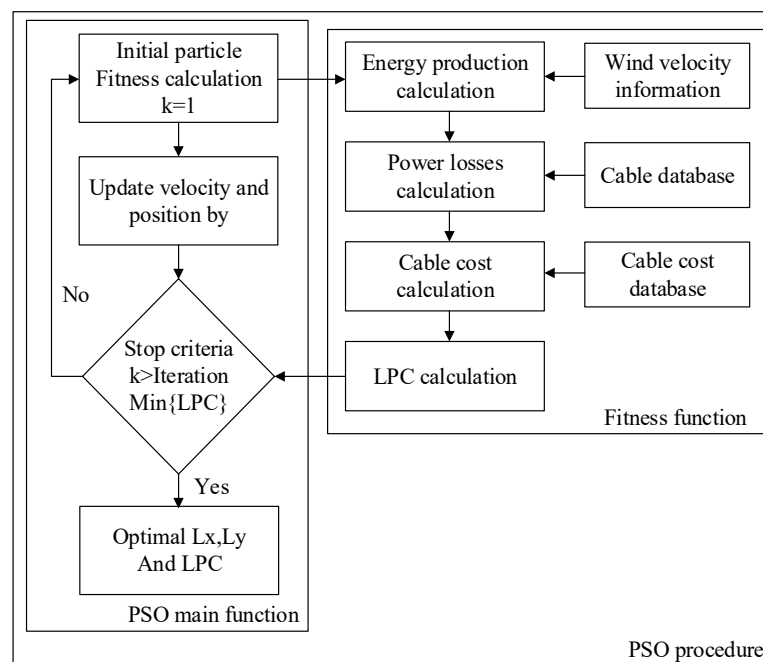 Initial particle
Fitness calculation
k=1
Update velocity and
position by
No
Stop criteria
k>Iteration
Min{LPC}
Yes
Optimal Lx,Ly
And LPC
PSO main function
Energy production
calculation
Wind velocity
information
Power losses
calculation
Cable database
Cable cost
calculation
Cable cost
database
LPC calculation
Fitness function
PSO procedure